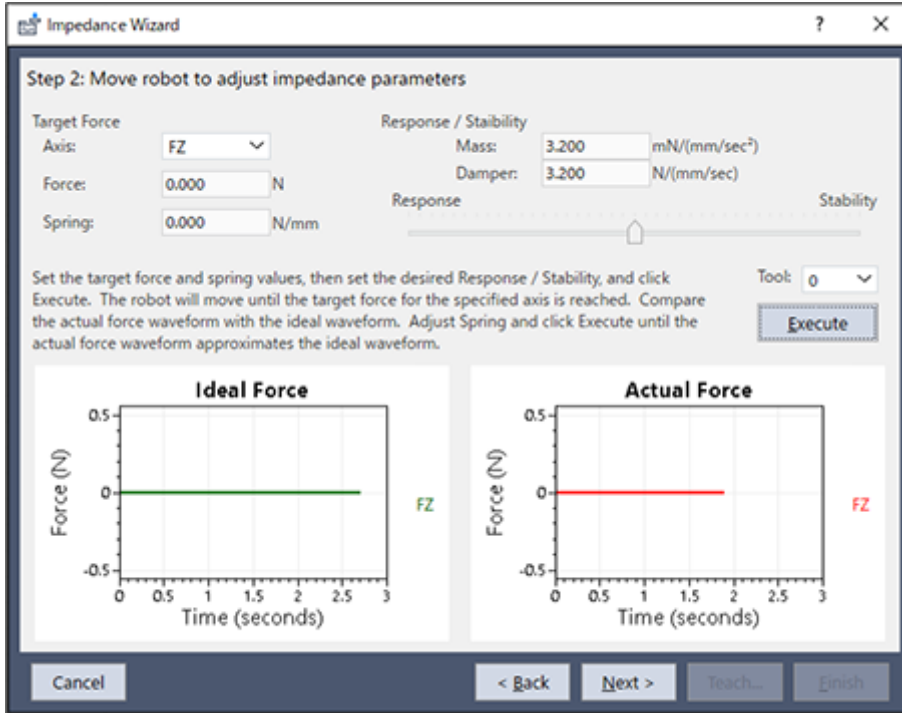 Impedance Wizard
? ×
Step 2: Move robot to adjust impedance parameters
Target Force
Axis: FZ
Force: 0.000 N
Spring: 0.000 N/mm
Response / Staibility
Mass: 3.200 mN/(mm/sec²)
Damper: 3.200 N/(mm/sec)
Response Stability
Set the target force and spring values, then set the desired Response / Stability, and click
Execute. The robot will move until the target force for the specified axis is reached. Compare
the actual force waveform with the ideal waveform. Adjust Spring and click Execute until the
actual force waveform approximates the ideal waveform.
Tool: 0
Execute
Ideal Force
Force (N)
0.5
0
-0.5
0 0.5 1 1.5 2 2.5 3
Time (seconds)
FZ
Actual Force
Force (N)
0.5
0
-0.5
0 0.5 1 1.5 2 2.5 3
Time (seconds)
FZ
Cancel < Back Next > Teach... Finish